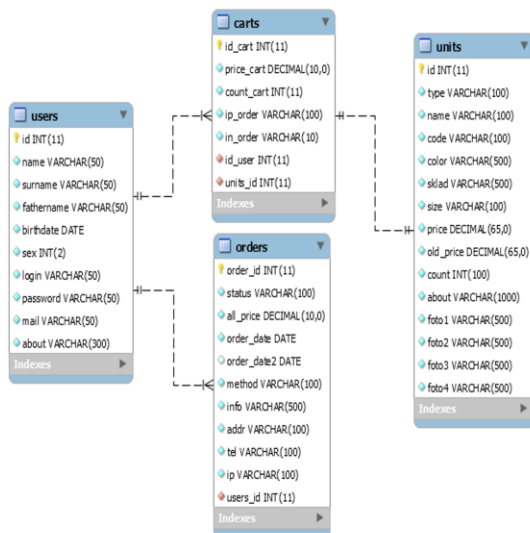 carts
id_cart INT(11)
price_cart DECIMAL(10,0)
count_cart INT(11)
ip_order VARCHAR(100)
in_order VARCHAR(10)
id_user INT(11)
units_id INT(11)
Indexes
users
id INT(11)
name VARCHAR(50)
surname VARCHAR(50)
fathername VARCHAR(50)
birthdate DATE
sex INT(2)
login VARCHAR(50)
password VARCHAR(50)
mail VARCHAR(50)
about VARCHAR(300)
Indexes
orders
order_id INT(11)
status VARCHAR(100)
all_price DECIMAL(10,0)
order_date DATE
order_date2 DATE
method VARCHAR(100)
info VARCHAR(500)
addr VARCHAR(100)
tel VARCHAR(100)
ip VARCHAR(100)
users_id INT(11)
Indexes
units
id INT(11)
type VARCHAR(100)
name VARCHAR(100)
code VARCHAR(100)
color VARCHAR(500)
sklad VARCHAR(500)
size VARCHAR(100)
price DECIMAL(65,0)
old_price DECIMAL(65,0)
count INT(100)
about VARCHAR(1000)
foto1 VARCHAR(500)
foto2 VARCHAR(500)
foto3 VARCHAR(500)
foto4 VARCHAR(500)
Indexes